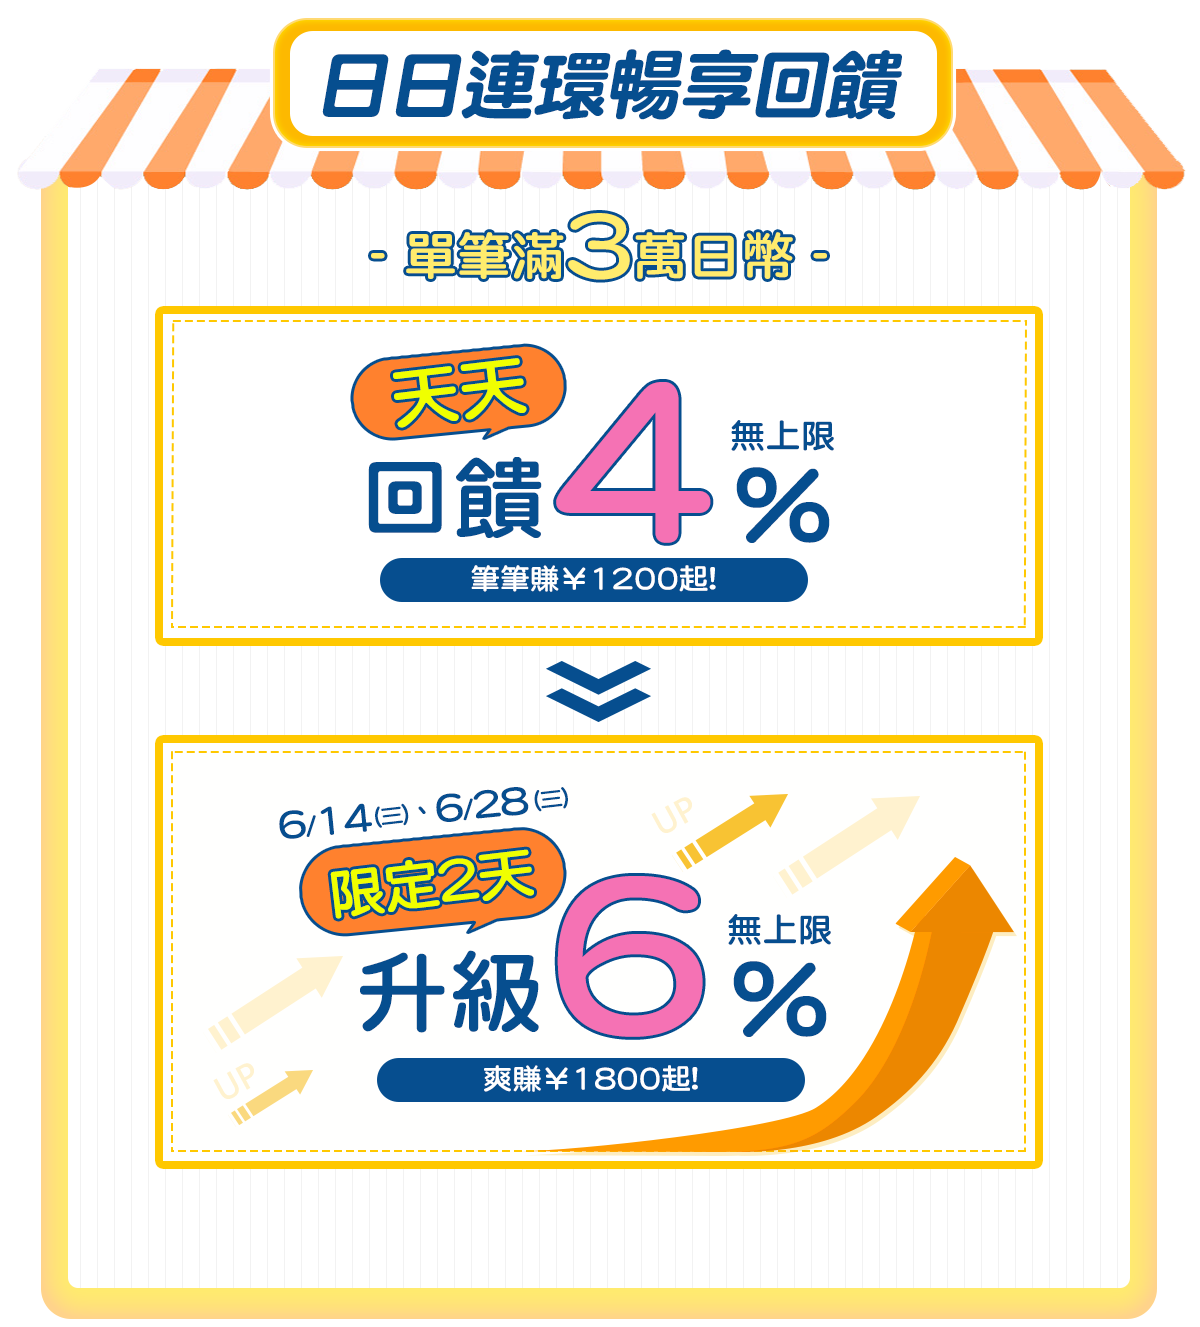 日日連環暢享回饋
- 單筆滿3萬日幣 -
天天
回饋4%
無上限
筆筆賺¥1200起!
6/14(三)、6/28(三)
限定2天
升級6%
無上限
爽賺¥1800起!
UP
UP